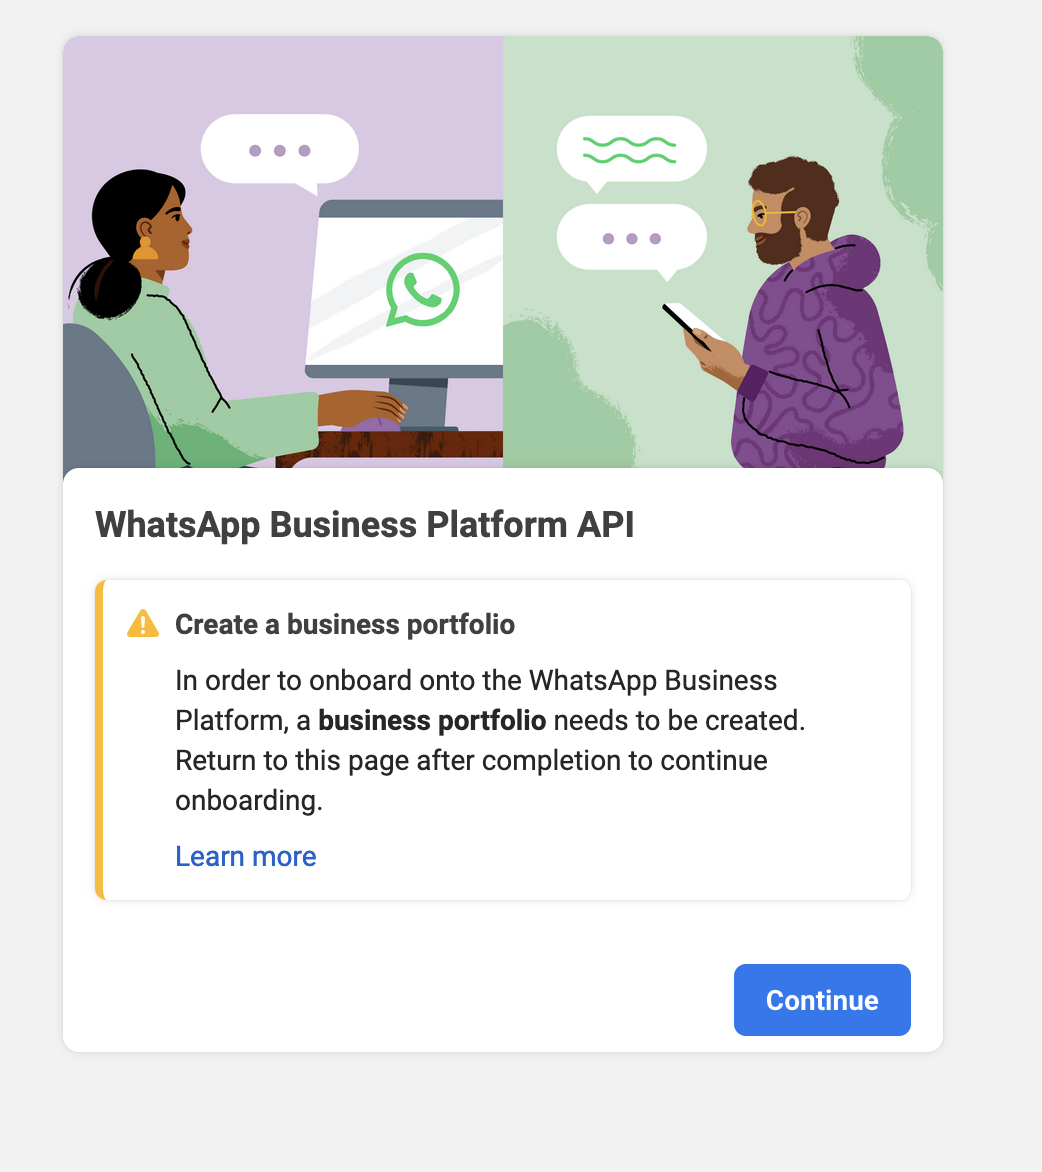 WhatsApp Business Platform API
Create a business portfolio
In order to onboard onto the WhatsApp Business
Platform, a business portfolio needs to be created.
Return to this page after completion to continue
onboarding.
Learn more
Continue